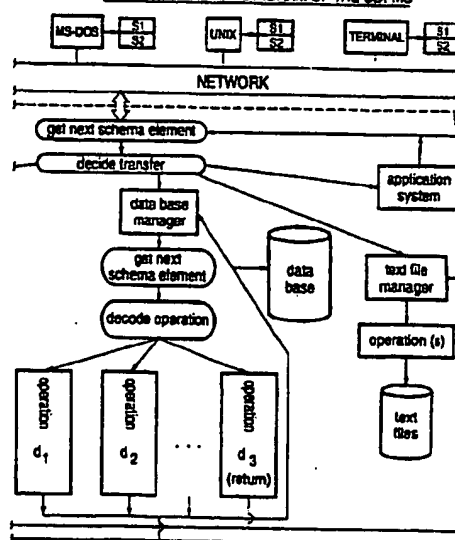 MS-DOS
S1
S2
UNIX
S1
S2
TERMINAL
S1
S2
NETWORK
get next schema element
decide transfer
application
system
data base
manager
get next
schema element
data
base
text file
manager
decode operation
operation (s)
operation
d1
operation
d2
. . .
operation
d3
(return)
text
files